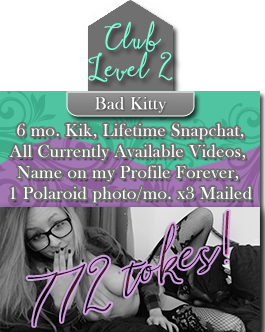 Club
Level 2
Bad Kitty
6 mo. Kik, Lifetime Snapchat,
All Currently Available Videos,
Name on my Profile Forever,
1 Polaroid photo/mo. x3 Mailed
772 tokes!